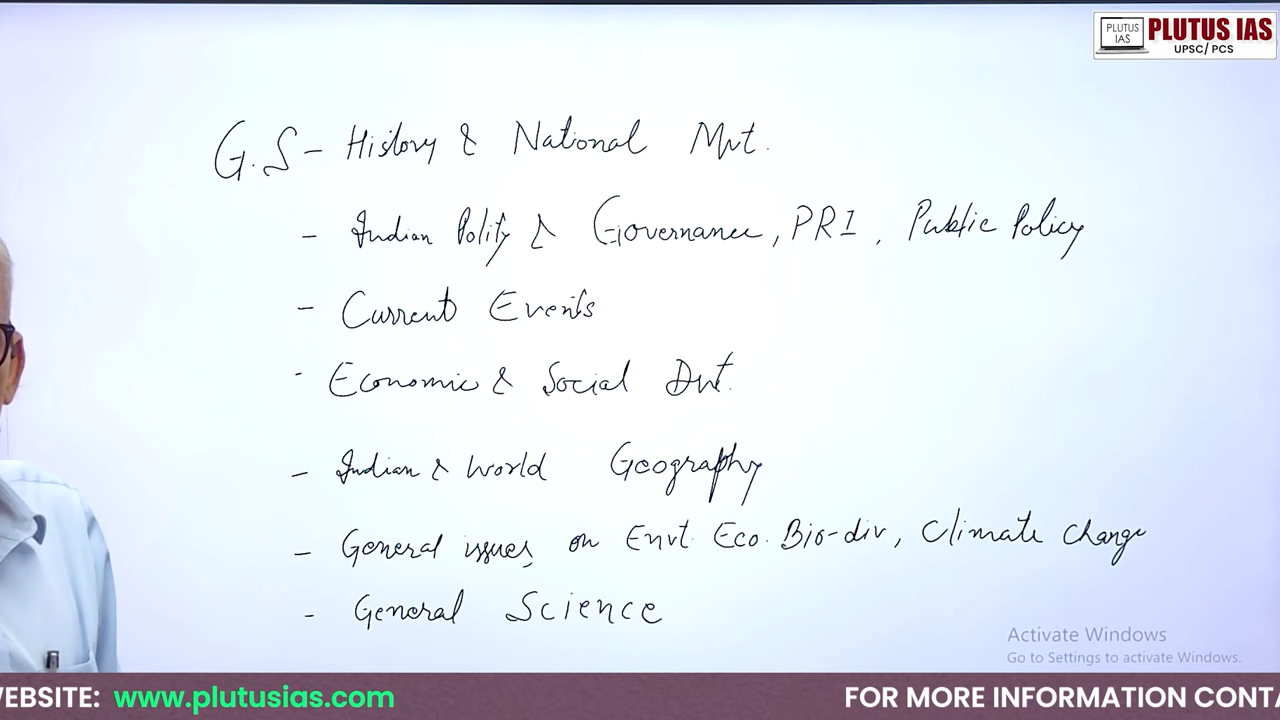 PLUTUS IAS
PLUTUS IAS
UPSC/ PCS
G.S - History & National Mvt.
- Indian Polity & Governance, PRI, Public Policy
- Current Events
- Economic & Social Dvt.
- Indian & World Geography
- General issues on Envt. Eco. Bio-div, Climate Change
- General Science
Activate Windows
Go to Settings to activate Windows.
WEBSITE: www.plutusias.com FOR MORE INFORMATION CONTA